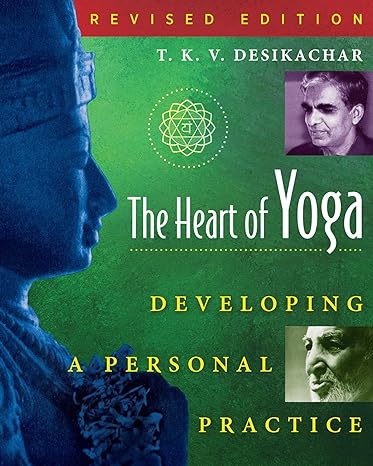 REVISED EDITION
T. K. V. DESIKACHAR
यं
The Heart of Yoga
DEVELOPING
A PERSONAL
PRACTICE